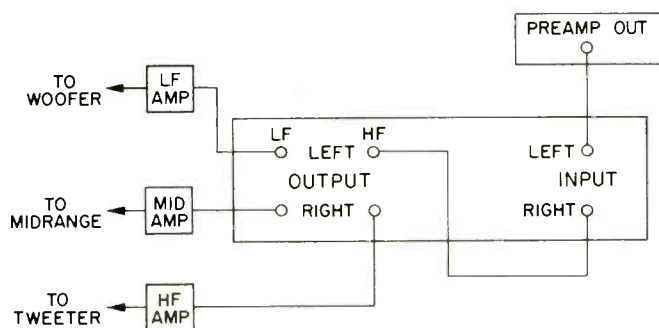 PREAMP OUT
TO
WOOFER
LF
AMP
LF
HF
LEFT
LEFT
OUTPUT
INPUT
TO
MIDRANGE
MID
AMP
RIGHT
RIGHT
TO
TWEETER
HF
AMP